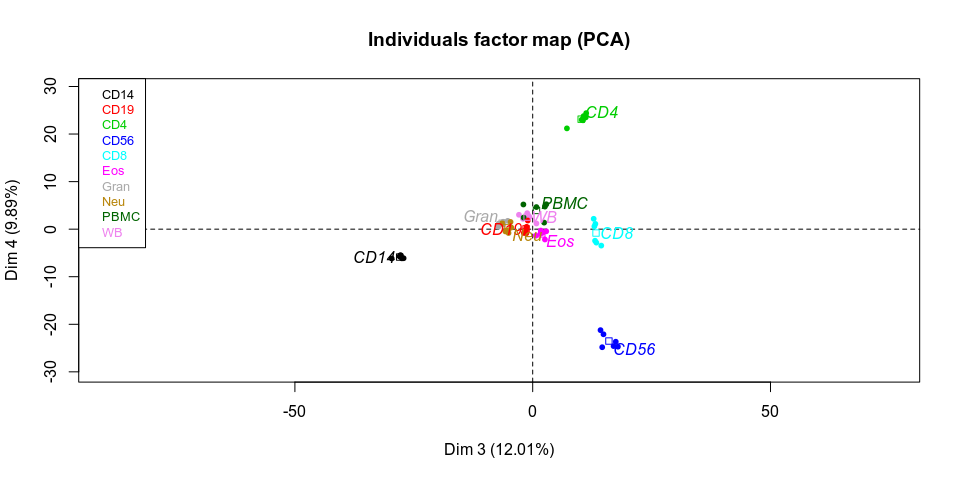 Individuals factor map (PCA)
30
20
10
0
-10
-20
-30
Dim 4 (9.89%)
CD14
CD19
CD4
CD56
CD8
Eos
Gran
Neu
PBMC
WB
CD4
PBMC
Gran
WB
CD19
Neu
CD8
Eos
CD14
CD56
-50
0
50
Dim 3 (12.01%)